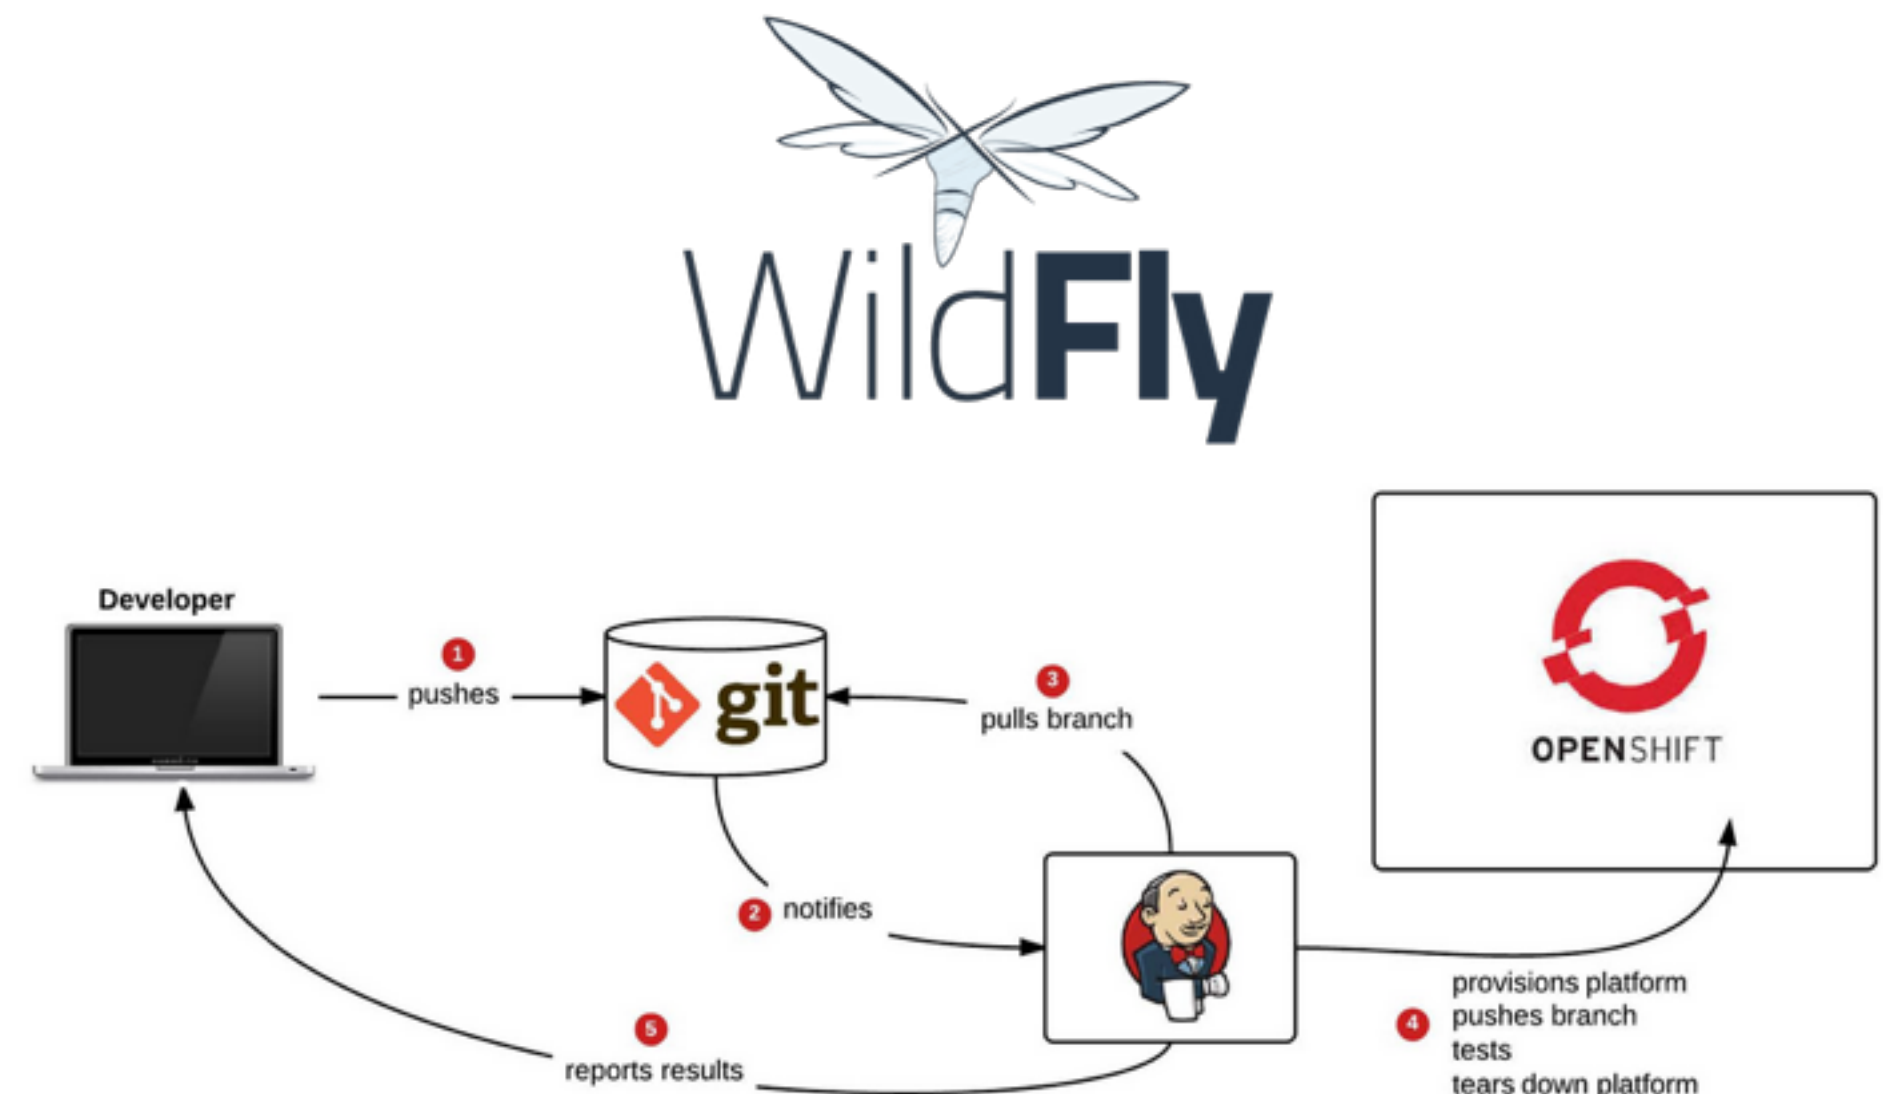 WildFly
Developer
1
pushes
git
3
pulls branch
OPENSHIFT
2
notifies
4
provisions platform
pushes branch
tests
tears down platform
5
reports results